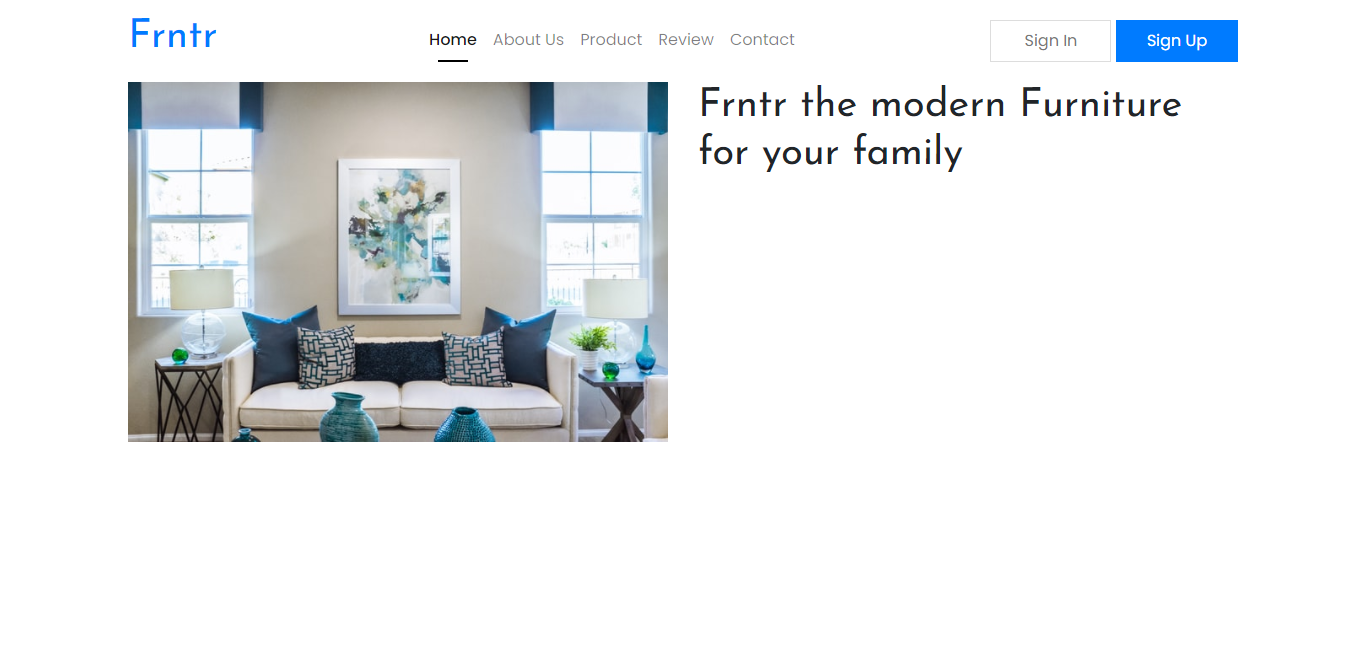 Frntr
Home About Us Product Review Contact
Sign In Sign Up
Frntr the modern Furniture
for your family